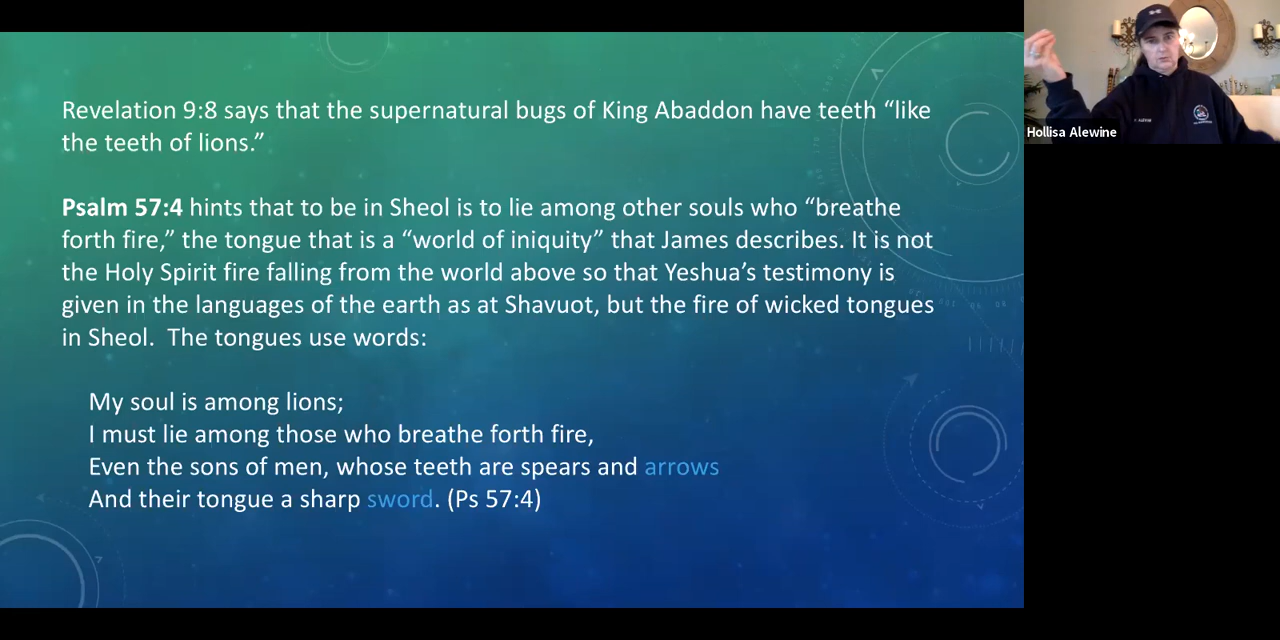 Revelation 9:8 says that the supernatural bugs of King Abaddon have teeth “like
the teeth of lions.”
Psalm 57:4 hints that to be in Sheol is to lie among other souls who “breathe
forth fire,” the tongue that is a “world of iniquity” that James describes. It is not
the Holy Spirit fire falling from the world above so that Yeshua’s testimony is
given in the languages of the earth as at Shavuot, but the fire of wicked tongues
in Sheol.  The tongues use words:
My soul is among lions;
I must lie among those who breathe forth fire,
Even the sons of men, whose teeth are spears and arrows
And their tongue a sharp sword. (Ps 57:4)
Hollisa Alewine